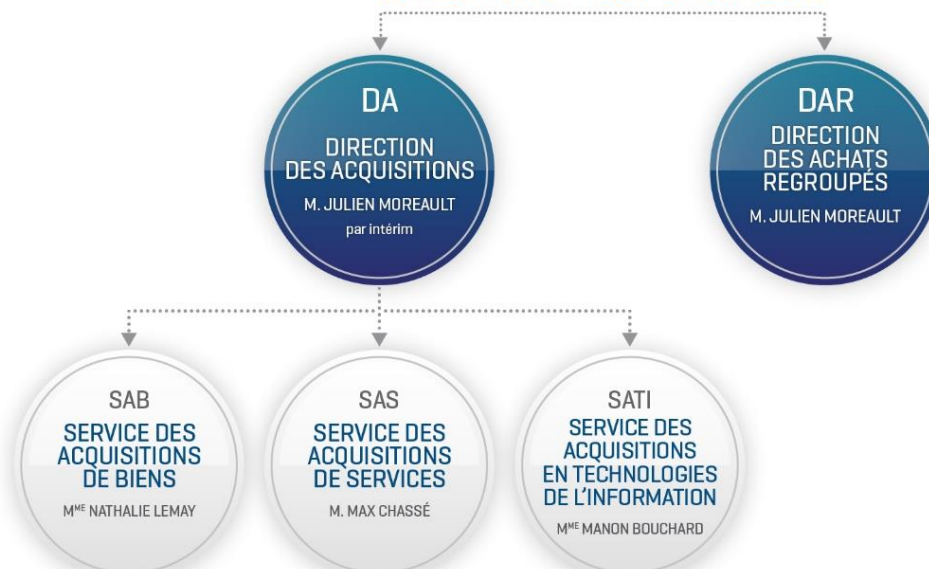 DA
DIRECTION
DES ACQUISITIONS
M. JULIEN MOREAULT
par intérim
DAR
DIRECTION
DES ACHATS
REGROUPÉS
M. JULIEN MOREAULT
SAB
SERVICE DES
ACQUISITIONS
DE BIENS
MME NATHALIE LEMAY
SAS
SERVICE DES
ACQUISITIONS
DE SERVICES
M. MAX CHASSÉ
SATI
SERVICE DES
ACQUISITIONS
EN TECHNOLOGIES
DE L'INFORMATION
MME MANON BOUCHARD